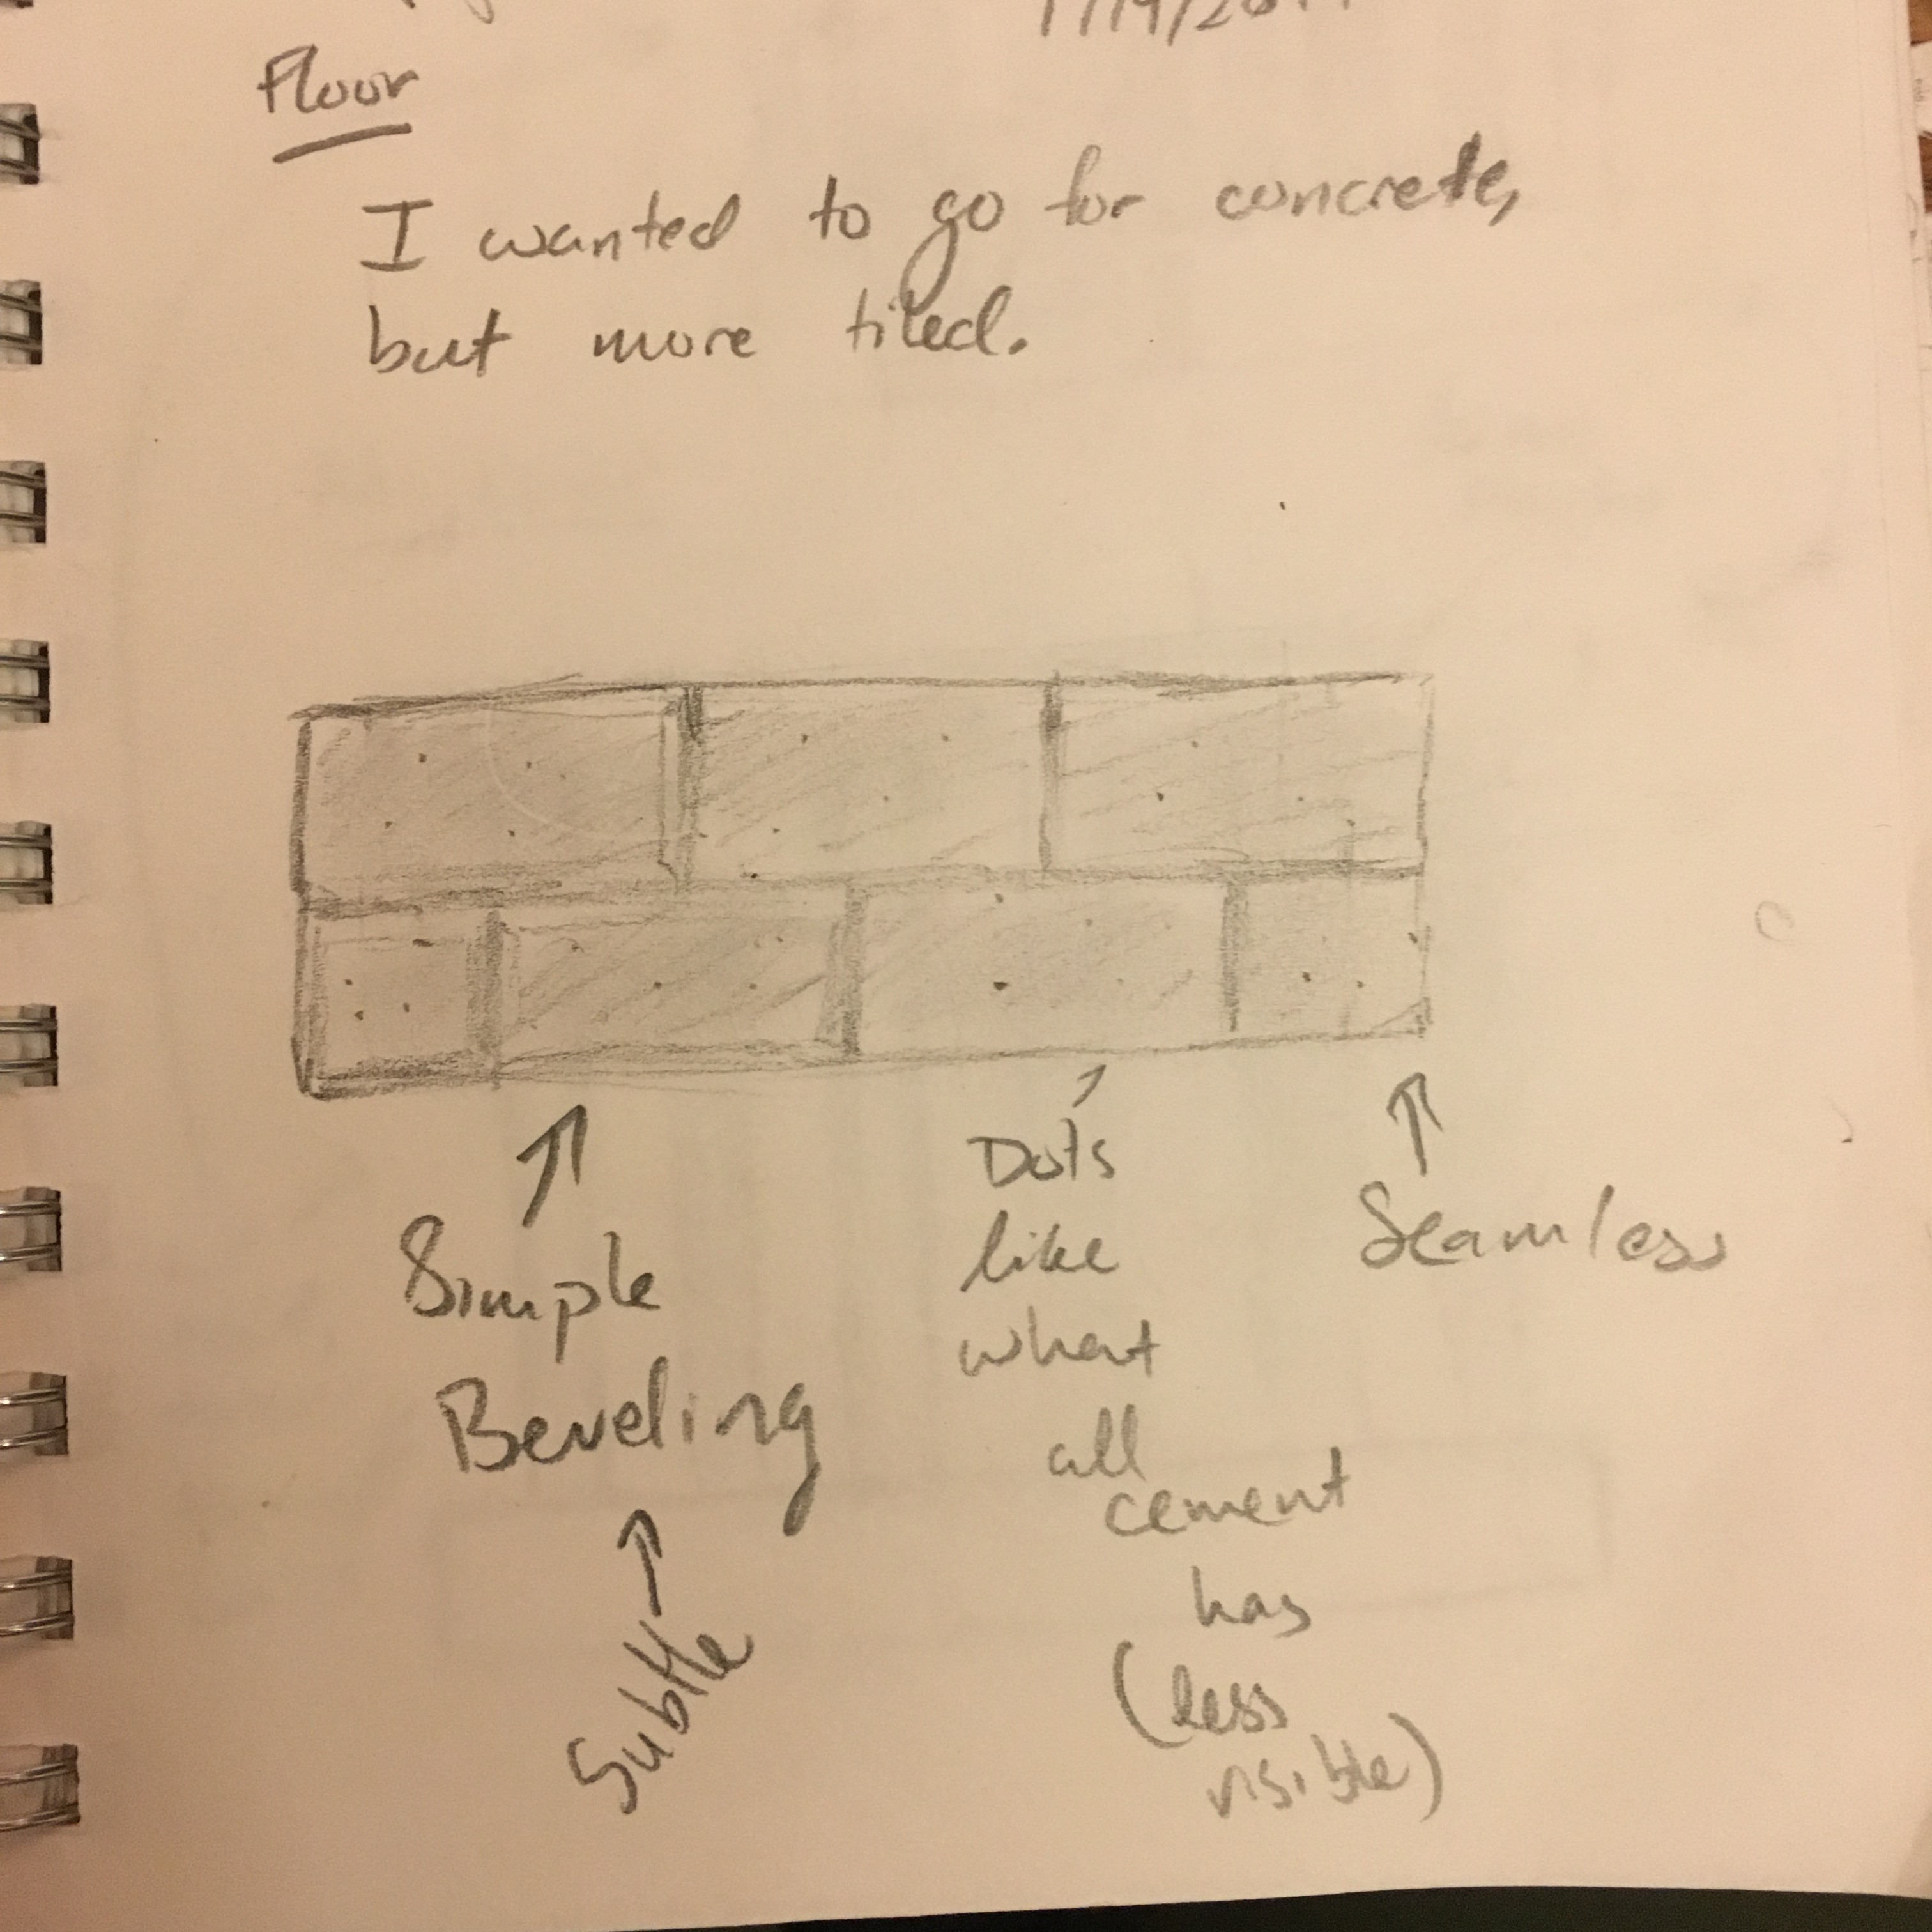 Floor
I wanted to go for concrete,
but more tiled.
Simple
Beveling
Subtle
Dots
like
what
all
cement
has
(less
visible)
Seamless